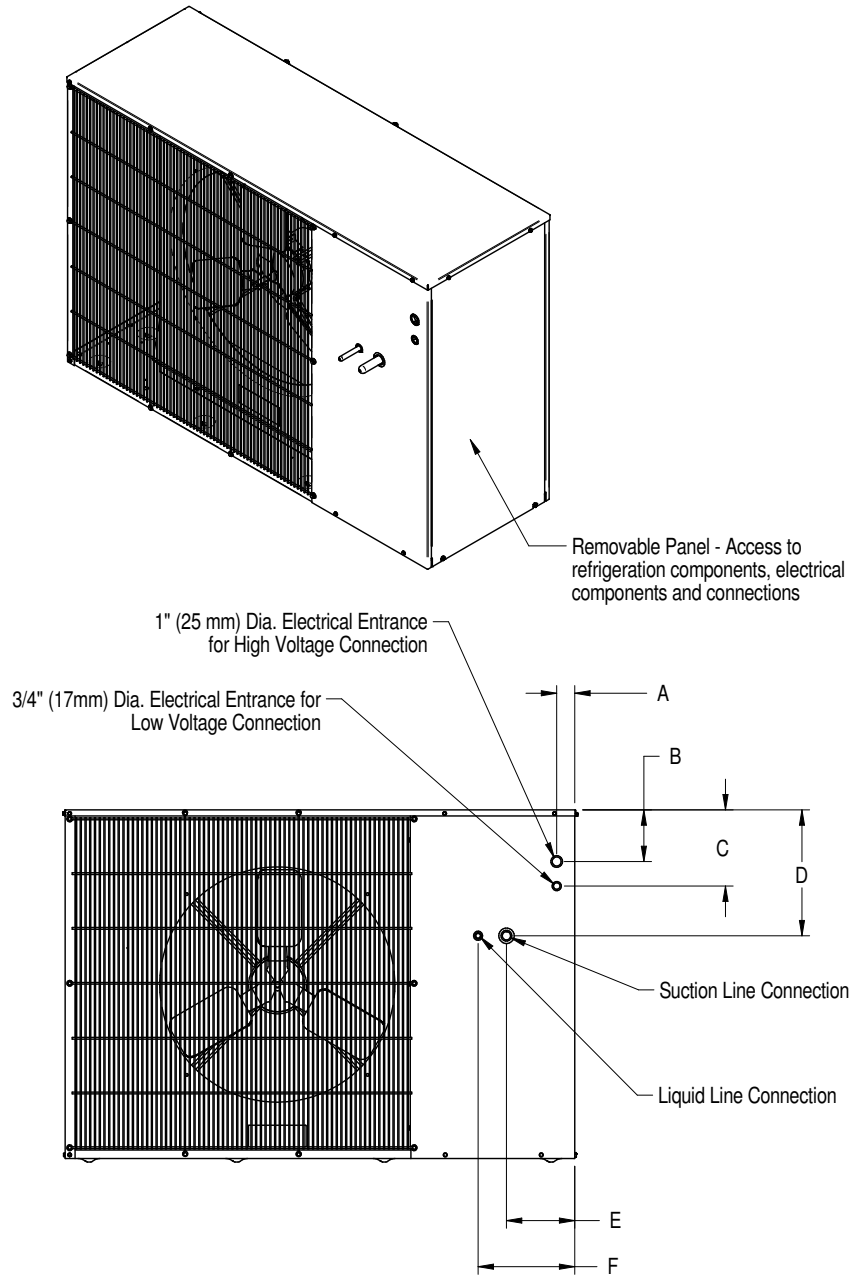 Removable Panel - Access to
refrigeration components, electrical
components and connections
1" (25 mm) Dia. Electrical Entrance
for High Voltage Connection
3/4" (17mm) Dia. Electrical Entrance for
Low Voltage Connection
A
B
C
D
Suction Line Connection
Liquid Line Connection
E
F